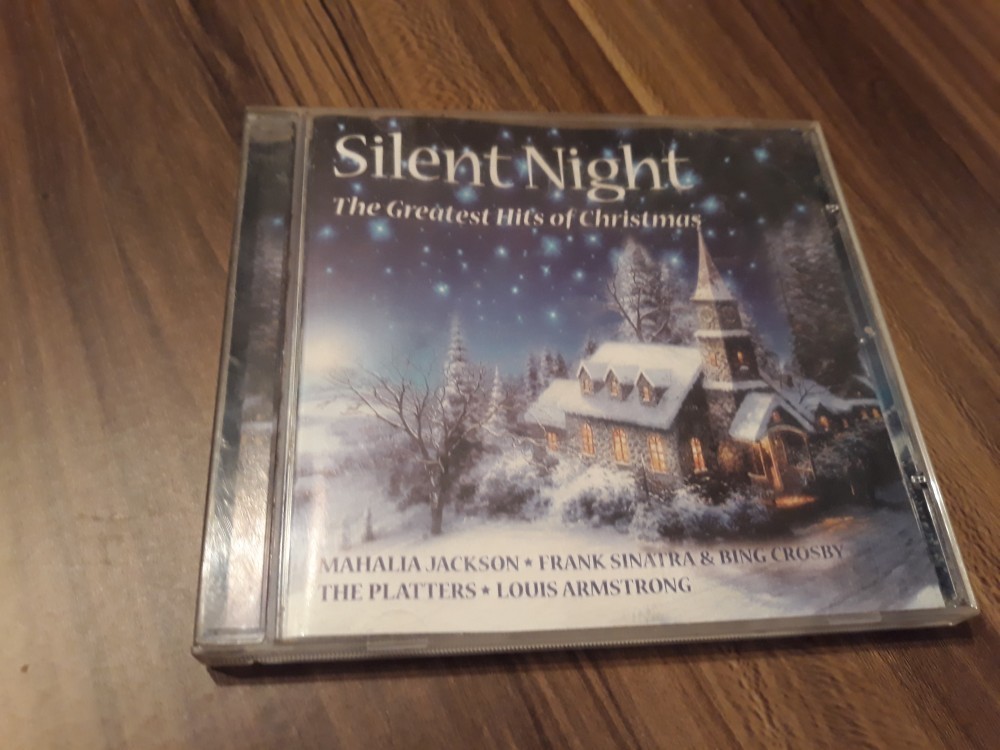 Silent Night
The Greatest Hits of Christmas
MAHALIA JACKSON ★ FRANK SINATRA & BING CROSBY
THE PLATTERS ★ LOUIS ARMSTRONG